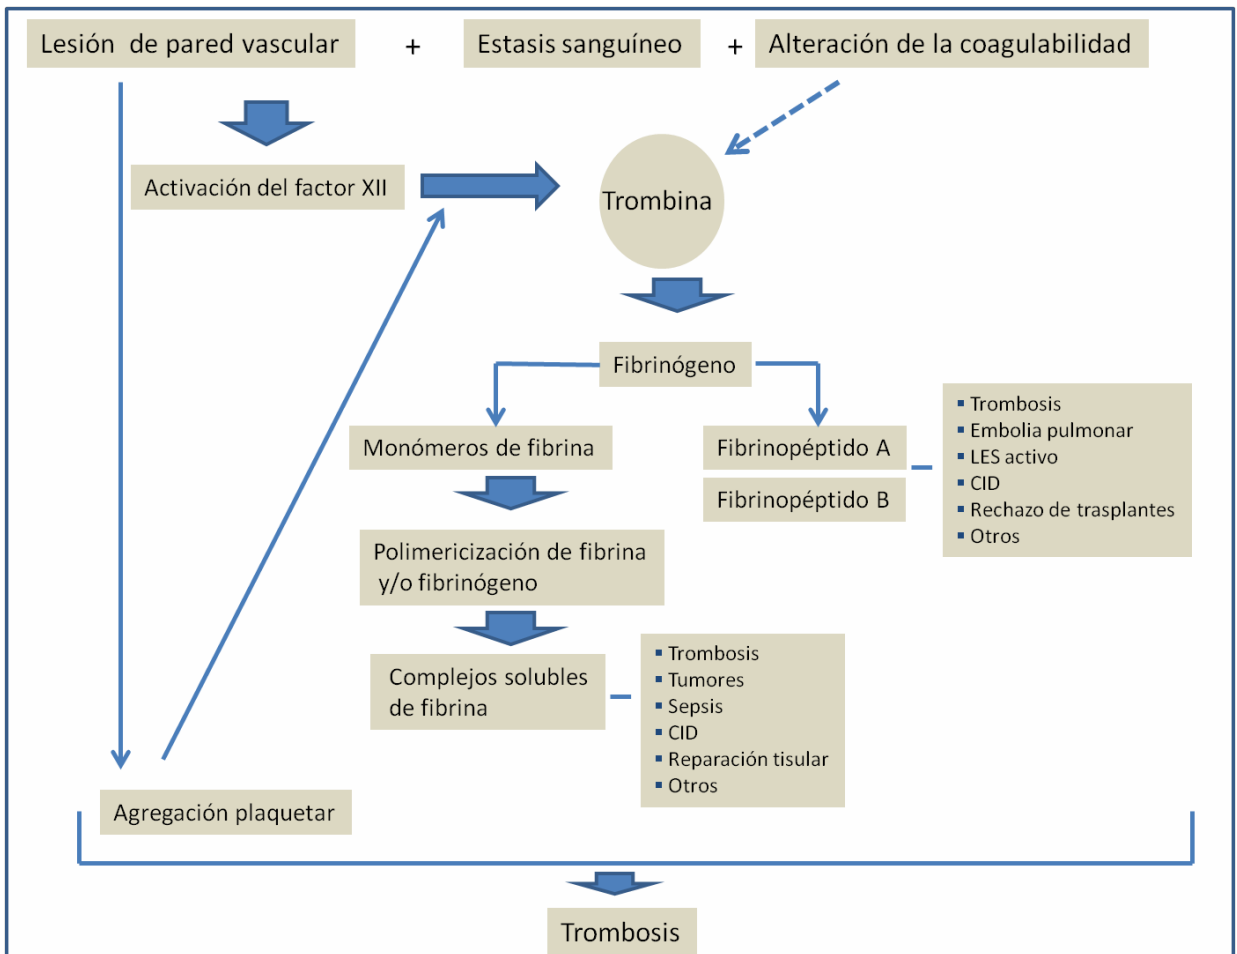 Lesión de pared vascular + Estasis sanguíneo + Alteración de la coagulabilidad
Activación del factor XII
Trombina
Fibrinógeno
Monómeros de fibrina
Fibrinopéptido A
Fibrinopéptido B
▪ Trombosis
▪ Embolia pulmonar
▪ LES activo
▪ CID
▪ Rechazo de trasplantes
▪ Otros
Polimericización de fibrina
y/o fibrinógeno
Complejos solubles
de fibrina
▪ Trombosis
▪ Tumores
▪ Sepsis
▪ CID
▪ Reparación tisular
▪ Otros
Agregación plaquetar
Trombosis